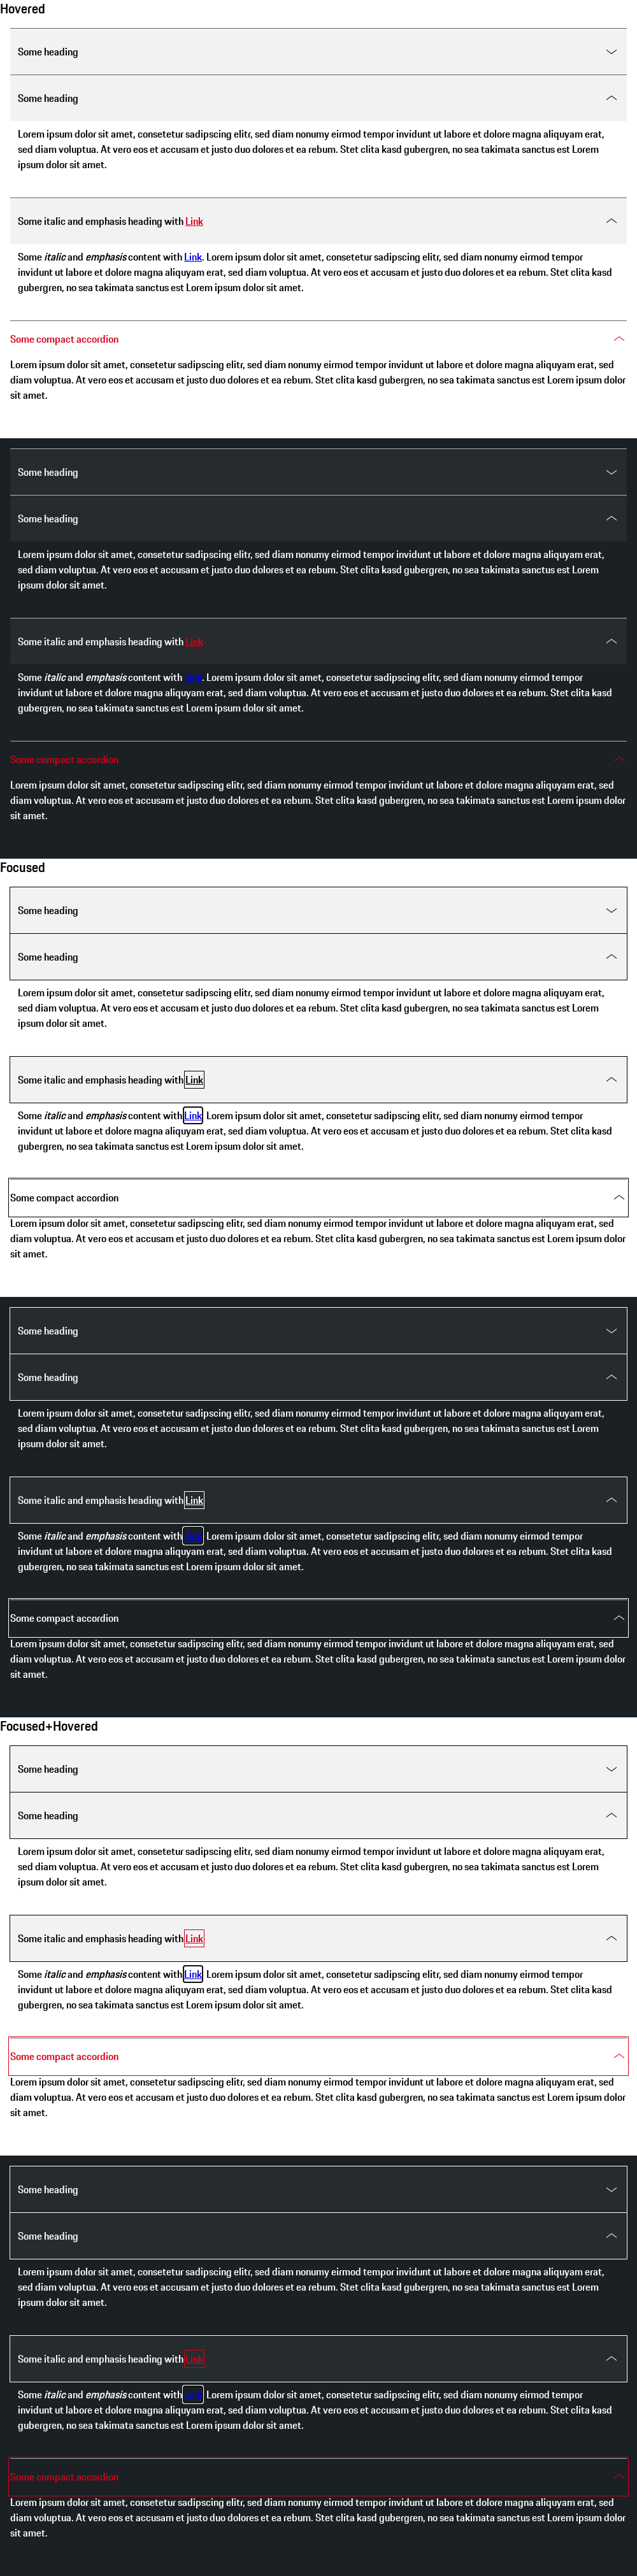 Hovered
Some heading
Some heading
Lorem ipsum dolor sit amet, consetetur sadipscing elitr, sed diam nonumy eirmod tempor invidunt ut labore et dolore magna aliquyam erat,
sed diam voluptua. At vero eos et accusam et justo duo dolores et ea rebum. Stet clita kasd gubergren, no sea takimata sanctus est Lorem
ipsum dolor sit amet.
Some italic and emphasis heading with Link
Some italic and emphasis content with Link. Lorem ipsum dolor sit amet, consetetur sadipscing elitr, sed diam nonumy eirmod tempor
invidunt ut labore et dolore magna aliquyam erat, sed diam voluptua. At vero eos et accusam et justo duo dolores et ea rebum. Stet clita kasd
gubergren, no sea takimata sanctus est Lorem ipsum dolor sit amet.
Some compact accordion
Lorem ipsum dolor sit amet, consetetur sadipscing elitr, sed diam nonumy eirmod tempor invidunt ut labore et dolore magna aliquyam erat, sed
diam voluptua. At vero eos et accusam et justo duo dolores et ea rebum. Stet clita kasd gubergren, no sea takimata sanctus est Lorem ipsum dolor
sit amet.
Some heading
Some heading
Lorem ipsum dolor sit amet, consetetur sadipscing elitr, sed diam nonumy eirmod tempor invidunt ut labore et dolore magna aliquyam erat,
sed diam voluptua. At vero eos et accusam et justo duo dolores et ea rebum. Stet clita kasd gubergren, no sea takimata sanctus est Lorem
ipsum dolor sit amet.
Some italic and emphasis heading with Link
Some italic and emphasis content with Link. Lorem ipsum dolor sit amet, consetetur sadipscing elitr, sed diam nonumy eirmod tempor
invidunt ut labore et dolore magna aliquyam erat, sed diam voluptua. At vero eos et accusam et justo duo dolores et ea rebum. Stet clita kasd
gubergren, no sea takimata sanctus est Lorem ipsum dolor sit amet.
Some compact accordion
Lorem ipsum dolor sit amet, consetetur sadipscing elitr, sed diam nonumy eirmod tempor invidunt ut labore et dolore magna aliquyam erat, sed
diam voluptua. At vero eos et accusam et justo duo dolores et ea rebum. Stet clita kasd gubergren, no sea takimata sanctus est Lorem ipsum dolor
sit amet.
Focused
Some heading
Some heading
Lorem ipsum dolor sit amet, consetetur sadipscing elitr, sed diam nonumy eirmod tempor invidunt ut labore et dolore magna aliquyam erat,
sed diam voluptua. At vero eos et accusam et justo duo dolores et ea rebum. Stet clita kasd gubergren, no sea takimata sanctus est Lorem
ipsum dolor sit amet.
Some italic and emphasis heading with Link
Some italic and emphasis content with Link Lorem ipsum dolor sit amet, consetetur sadipscing elitr, sed diam nonumy eirmod tempor
invidunt ut labore et dolore magna aliquyam erat, sed diam voluptua. At vero eos et accusam et justo duo dolores et ea rebum. Stet clita kasd
gubergren, no sea takimata sanctus est Lorem ipsum dolor sit amet.
Some compact accordion
Lorem ipsum dolor sit amet, consetetur sadipscing elitr, sed diam nonumy eirmod tempor invidunt ut labore et dolore magna aliquyam erat, sed
diam voluptua. At vero eos et accusam et justo duo dolores et ea rebum. Stet clita kasd gubergren, no sea takimata sanctus est Lorem ipsum dolor
sit amet.
Some heading
Some heading
Lorem ipsum dolor sit amet, consetetur sadipscing elitr, sed diam nonumy eirmod tempor invidunt ut labore et dolore magna aliquyam erat,
sed diam voluptua. At vero eos et accusam et justo duo dolores et ea rebum. Stet clita kasd gubergren, no sea takimata sanctus est Lorem
ipsum dolor sit amet.
Some italic and emphasis heading with Link
Some italic and emphasis content with Link Lorem ipsum dolor sit amet, consetetur sadipscing elitr, sed diam nonumy eirmod tempor
invidunt ut labore et dolore magna aliquyam erat, sed diam voluptua. At vero eos et accusam et justo duo dolores et ea rebum. Stet clita kasd
gubergren, no sea takimata sanctus est Lorem ipsum dolor sit amet.
Some compact accordion
Lorem ipsum dolor sit amet, consetetur sadipscing elitr, sed diam nonumy eirmod tempor invidunt ut labore et dolore magna aliquyam erat, sed
diam voluptua. At vero eos et accusam et justo duo dolores et ea rebum. Stet clita kasd gubergren, no sea takimata sanctus est Lorem ipsum dolor
sit amet.
Focused+Hovered
Some heading
Some heading
Lorem ipsum dolor sit amet, consetetur sadipscing elitr, sed diam nonumy eirmod tempor invidunt ut labore et dolore magna aliquyam erat,
sed diam voluptua. At vero eos et accusam et justo duo dolores et ea rebum. Stet clita kasd gubergren, no sea takimata sanctus est Lorem
ipsum dolor sit amet.
Some italic and emphasis heading with Link
Some italic and emphasis content with Link Lorem ipsum dolor sit amet, consetetur sadipscing elitr, sed diam nonumy eirmod tempor
invidunt ut labore et dolore magna aliquyam erat, sed diam voluptua. At vero eos et accusam et justo duo dolores et ea rebum. Stet clita kasd
gubergren, no sea takimata sanctus est Lorem ipsum dolor sit amet.
Some compact accordion
Lorem ipsum dolor sit amet, consetetur sadipscing elitr, sed diam nonumy eirmod tempor invidunt ut labore et dolore magna aliquyam erat, sed
diam voluptua. At vero eos et accusam et justo duo dolores et ea rebum. Stet clita kasd gubergren, no sea takimata sanctus est Lorem ipsum dolor
sit amet.
Some heading
Some heading
Lorem ipsum dolor sit amet, consetetur sadipscing elitr, sed diam nonumy eirmod tempor invidunt ut labore et dolore magna aliquyam erat,
sed diam voluptua. At vero eos et accusam et justo duo dolores et ea rebum. Stet clita kasd gubergren, no sea takimata sanctus est Lorem
ipsum dolor sit amet.
Some italic and emphasis heading with Link
Some italic and emphasis content with Link Lorem ipsum dolor sit amet, consetetur sadipscing elitr, sed diam nonumy eirmod tempor
invidunt ut labore et dolore magna aliquyam erat, sed diam voluptua. At vero eos et accusam et justo duo dolores et ea rebum. Stet clita kasd
gubergren, no sea takimata sanctus est Lorem ipsum dolor sit amet.
Some compact accordion
Lorem ipsum dolor sit amet, consetetur sadipscing elitr, sed diam nonumy eirmod tempor invidunt ut labore et dolore magna aliquyam erat, sed
diam voluptua. At vero eos et accusam et justo duo dolores et ea rebum. Stet clita kasd gubergren, no sea takimata sanctus est Lorem ipsum dolor
sit amet.